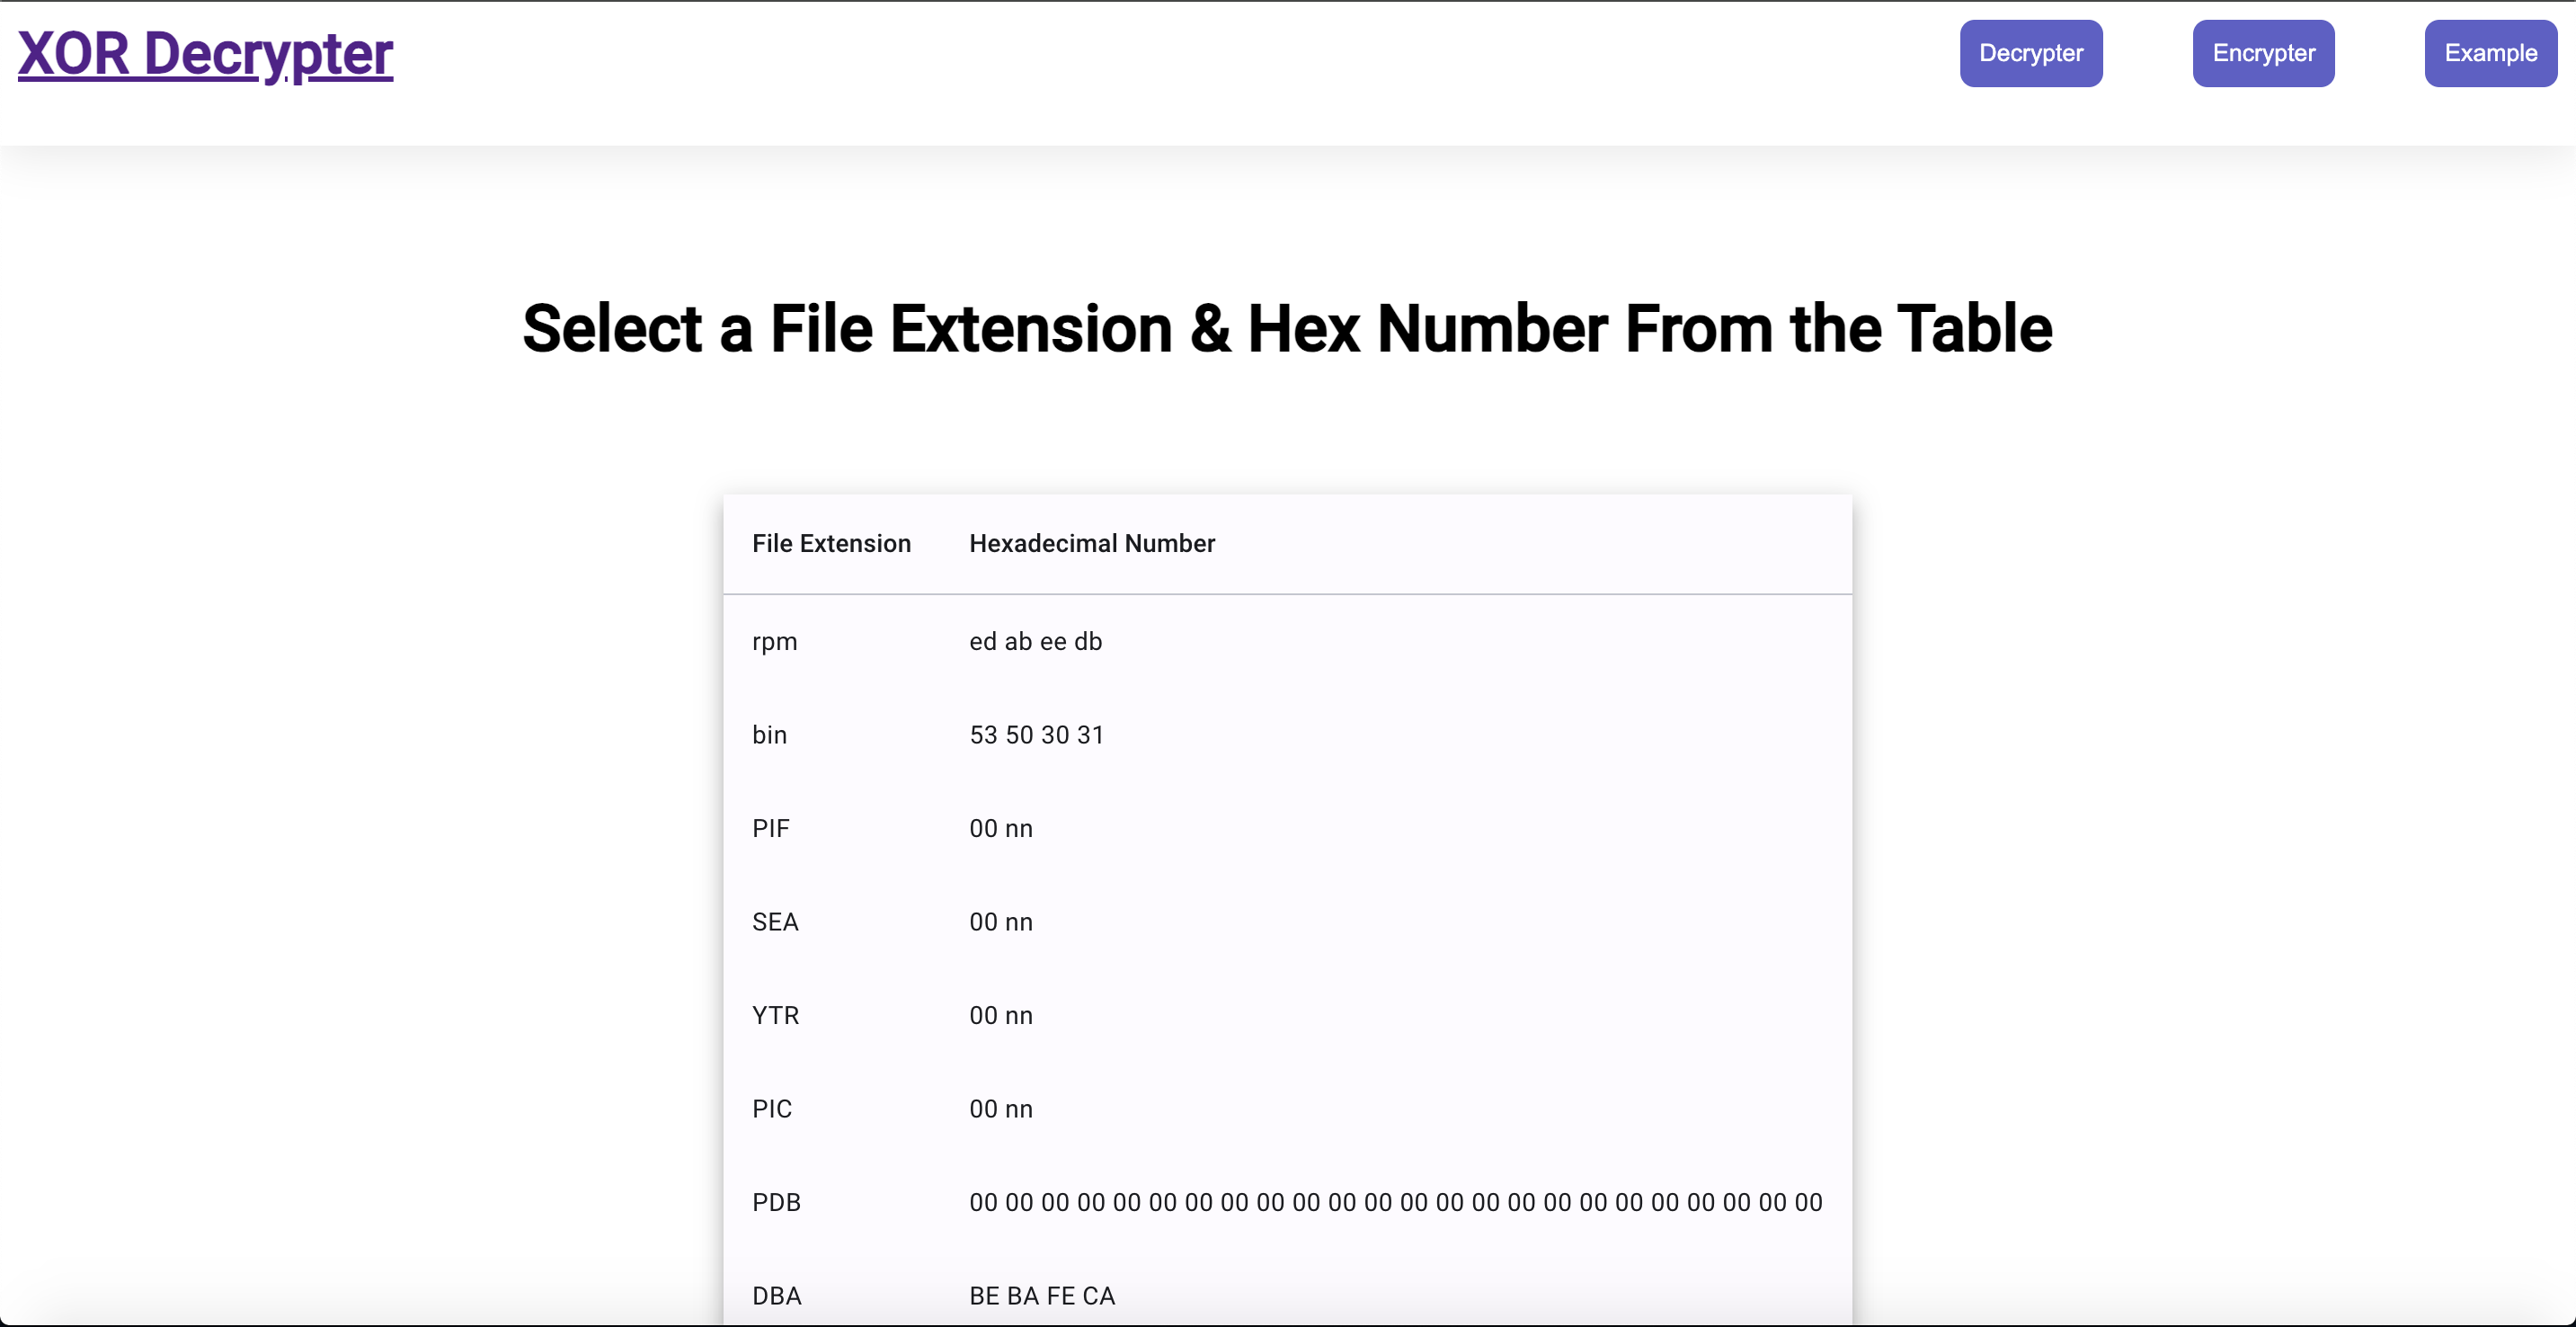 XOR Decrypter Decrypter Encrypter Example
Select a File Extension & Hex Number From the Table
File Extension Hexadecimal Number
rpm ed ab ee db
bin 53 50 30 31
PIF 00 nn
SEA 00 nn
YTR 00 nn
PIC 00 nn
PDB 00 00 00 00 00 00 00 00 00 00 00 00 00 00 00 00 00 00 00 00 00 00 00 00
DBA BE BA FE CA